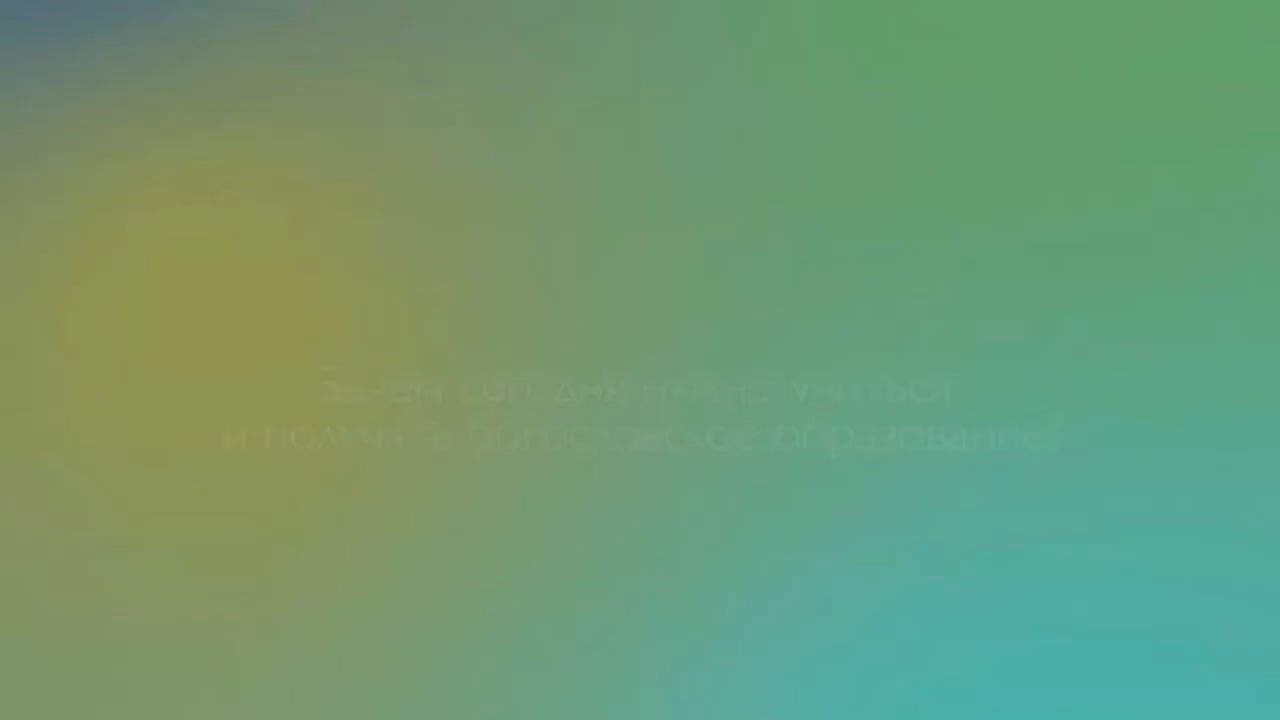 Зачем сегодня нужно учиться
и получать богословское образование?